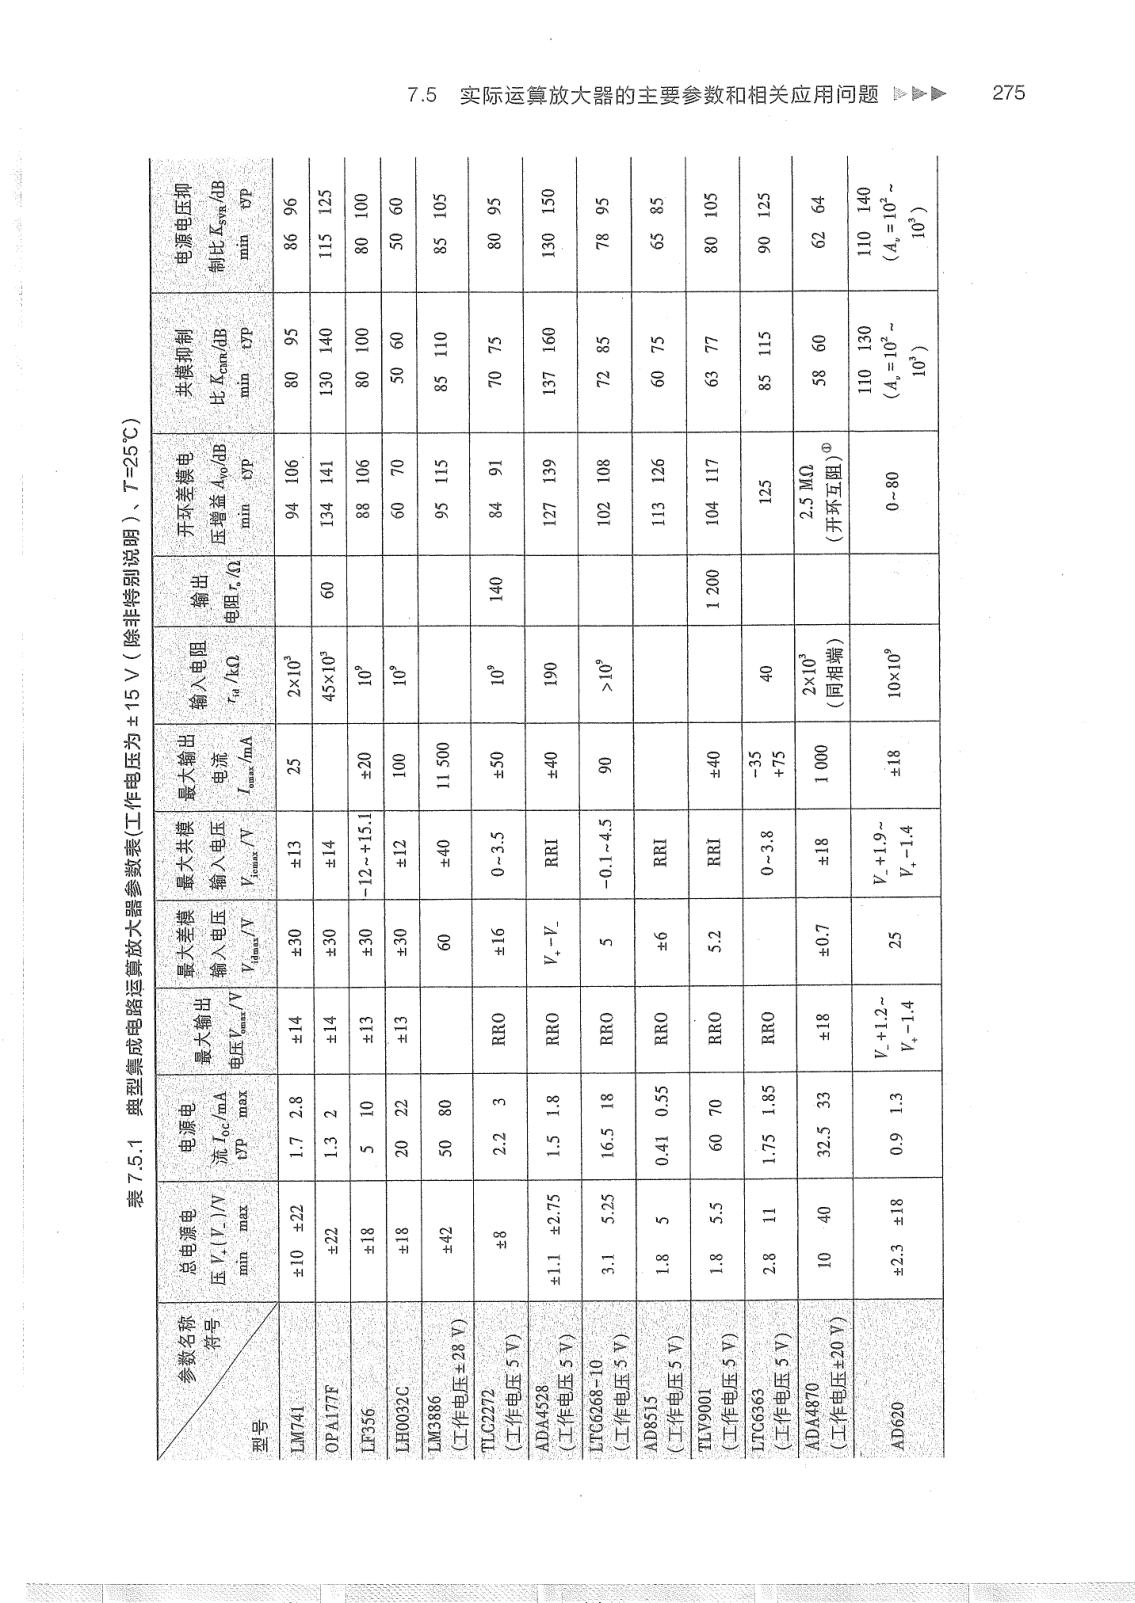 7.5 实际运算放大器的主要参数和相关应用问题 275
表 7.5.1 典型集成电路运算放大器参数表(工作电压为 ±15 V（除非特别说明）、T=25℃)
参数名称 符号 型号 | 总电源电压 V₊(V₋)/V min max | 电源电流 I_OC/mA typ max | 最大输出电压 V_omax/V | 最大差模输入电压 V_idmax/V | 最大共模输入电压 V_icmax/V | 最大输出电流 I_omax/mA | 输入电阻 r_id/kΩ | 输出电阻 r_o/Ω | 开环差模电压增益 A_VO/dB min typ | 共模抑制比 K_CMR/dB min typ | 电源电压抑制比 K_SVR/dB min typ
LM741 | ±10 ±22 | 1.7 2.8 | ±14 | ±30 | ±13 | 25 | 2×10³ | | 94 106 | 80 95 | 86 96
OPA177F | ±22 | 1.3 2 | ±14 | ±30 | ±14 | | 45×10³ | 60 | 134 141 | 130 140 | 115 125
LF356 | ±18 | 5 10 | ±13 | ±30 | -12~+15.1 | ±20 | 10⁹ | | 88 106 | 80 100 | 80 100
LH0032C | ±18 | 20 22 | ±13 | ±30 | ±12 | 100 | 10⁹ | | 60 70 | 50 60 | 50 60
LM3886 (工作电压±28 V) | ±42 | 50 80 | | 60 | ±40 | 11 500 | | | 95 115 | 85 110 | 85 105
TLC2272 (工作电压 5 V) | ±8 | 2.2 3 | RRO | ±16 | 0~3.5 | ±50 | 10⁹ | 140 | 84 91 | 70 75 | 80 95
ADA4528 (工作电压 5 V) | ±1.1 ±2.75 | 1.5 1.8 | RRO | V₊-V₋ | RRI | ±40 | 190 | | 127 139 | 137 160 | 130 150
LTC6268-10 (工作电压 5 V) | 3.1 5.25 | 16.5 18 | RRO | 5 | -0.1~4.5 | 90 | >10⁹ | | 102 108 | 72 85 | 78 95
AD8515 (工作电压 5 V) | 1.8 5 | 0.41 0.55 | RRO | ±6 | RRI | | | | 113 126 | 60 75 | 65 85
TLV9001 (工作电压 5 V) | 1.8 5.5 | 60 70 | RRO | 5.2 | RRI | ±40 | | 1 200 | 104 117 | 63 77 | 80 105
LTC6363 (工作电压 5 V) | 2.8 11 | 1.75 1.85 | RRO | | 0~3.8 | -35 +75 | 40 | | 125 | 85 115 | 90 125
ADA4870 (工作电压±20 V) | 10 40 | 32.5 33 | ±18 | ±0.7 | ±18 | 1 000 | 2×10³ (同相端) | | 2.5 MΩ (开环互阻)① | 58 60 | 62 64
AD620 | ±2.3 ±18 | 0.9 1.3 | V₋+1.2~ V₊-1.4 | 25 | V₋+1.9~ V₊-1.4 | ±18 | 10×10⁹ | | 0~80 | 110 130 (Aᵥ=10²~10³) | 110 140 (Aᵥ=10²~10³)